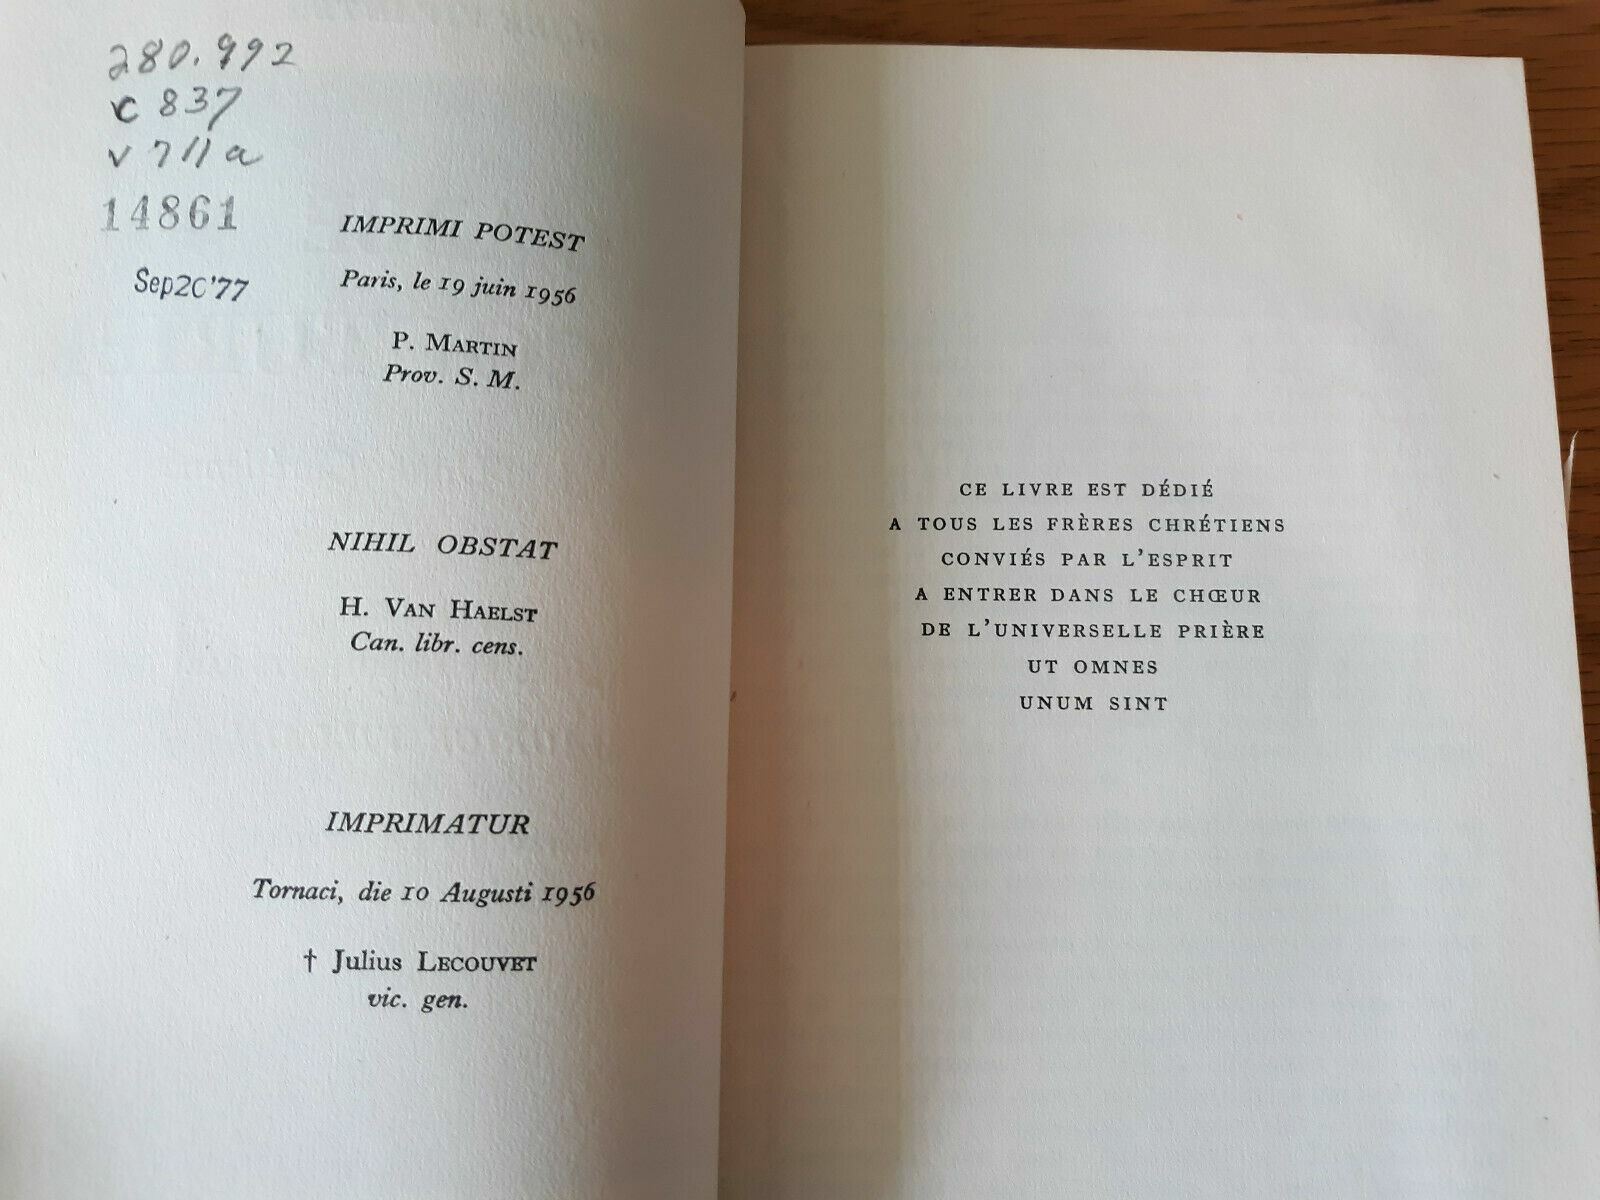 280.992
c 837
v 711a
14861
Sep 20 '77
IMPRIMI POTEST
Paris, le 19 juin 1956
P. MARTIN
Prov. S. M.
NIHIL OBSTAT
H. VAN HAELST
Can. libr. cens.
IMPRIMATUR
Tornaci, die 10 Augusti 1956
† Julius LECOUVET
vic. gen.
CE LIVRE EST DÉDIÉ
A TOUS LES FRÈRES CHRÉTIENS
CONVIÉS PAR L'ESPRIT
A ENTRER DANS LE CHŒUR
DE L'UNIVERSELLE PRIÈRE
UT OMNES
UNUM SINT